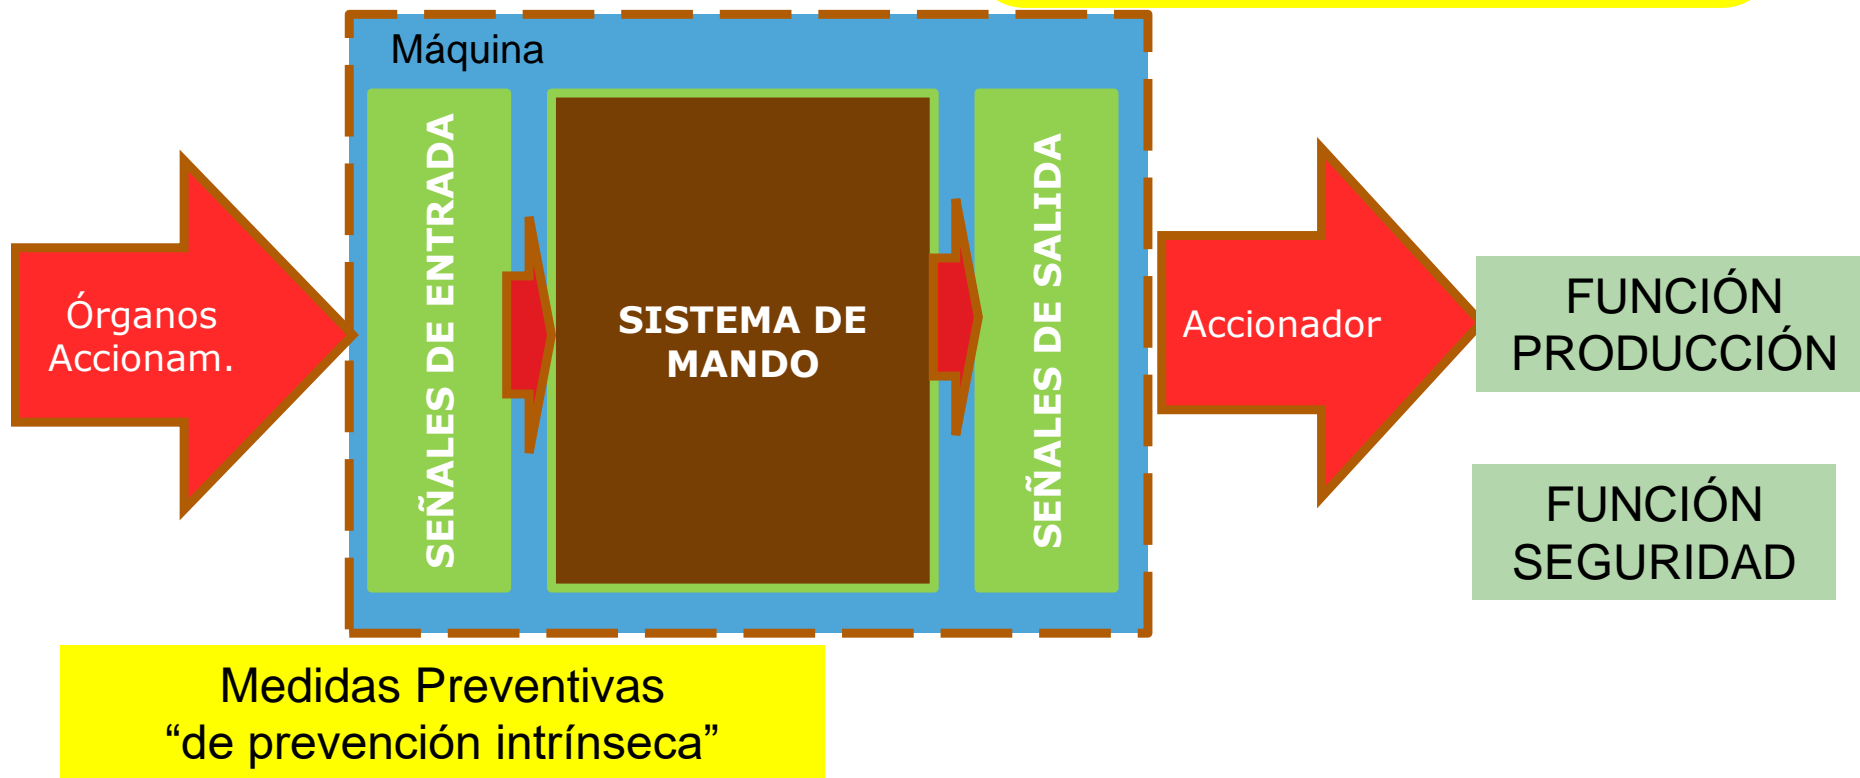 Máquina
Órganos
Accionam.
SEÑALES DE ENTRADA
SISTEMA DE
MANDO
SEÑALES DE SALIDA
Accionador
FUNCIÓN
PRODUCCIÓN
FUNCIÓN
SEGURIDAD
Medidas Preventivas
“de prevención intrínseca”